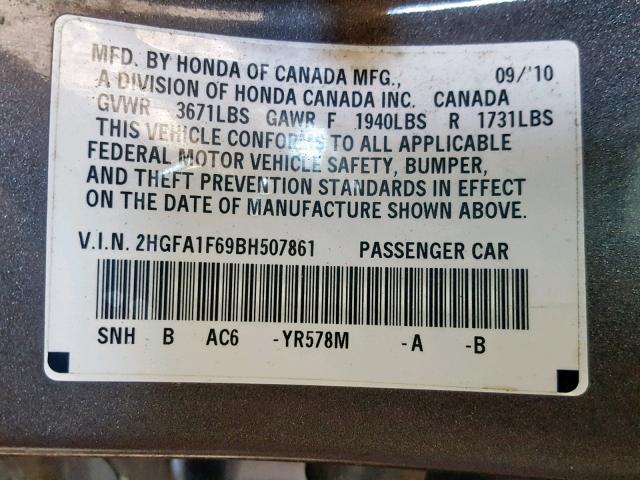 MFD. BY HONDA OF CANADA MFG., 09/'10
A DIVISION OF HONDA CANADA INC. CANADA
GVWR 3671LBS GAWR F 1940LBS R 1731LBS
THIS VEHICLE CONFORMS TO ALL APPLICABLE
FEDERAL MOTOR VEHICLE SAFETY, BUMPER,
AND THEFT PREVENTION STANDARDS IN EFFECT
ON THE DATE OF MANUFACTURE SHOWN ABOVE.
V.I.N. 2HGFA1F69BH507861 PASSENGER CAR
SNH B AC6 -YR578M -A -B